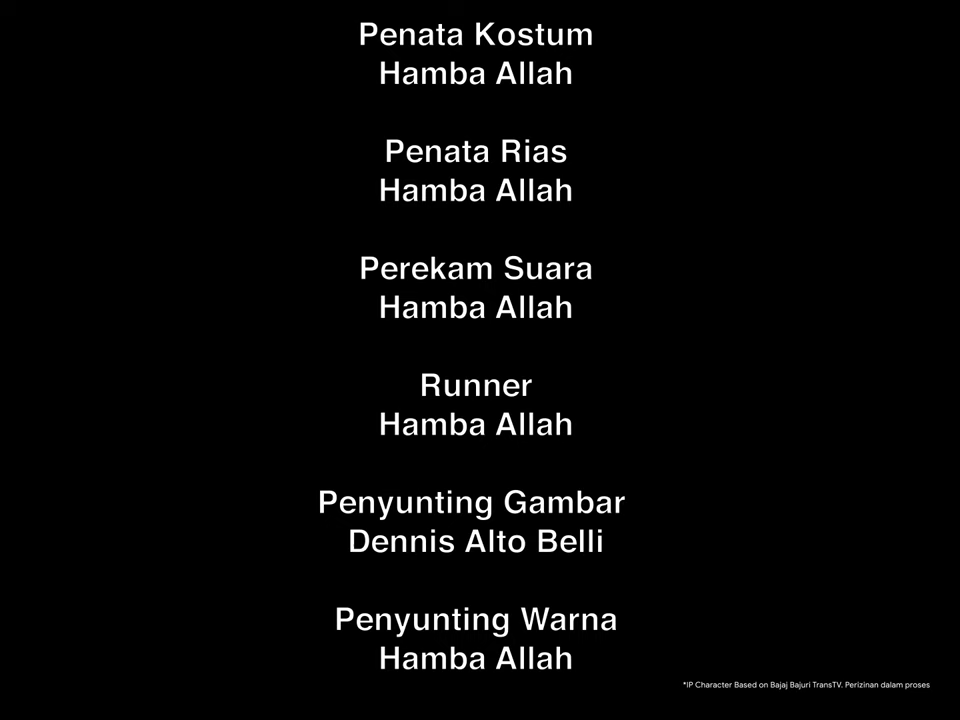 Penata Kostum
Hamba Allah
Penata Rias
Hamba Allah
Perekam Suara
Hamba Allah
Runner
Hamba Allah
Penyunting Gambar
Dennis Alto Belli
Penyunting Warna
Hamba Allah
*IP Character Based on Bajaj Bajuri TransTV. Perizinan dalam proses